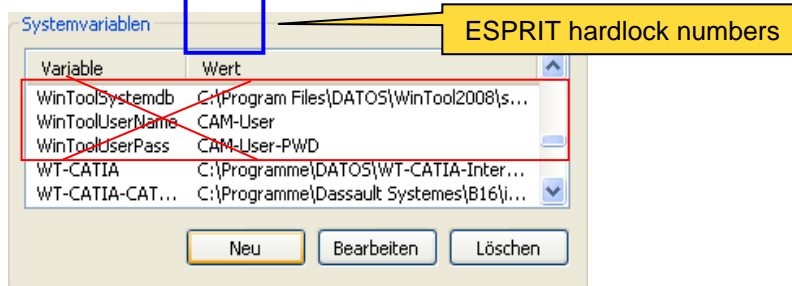 ESPRIT hardlock numbers
Systemvariablen
Variable Wert
WinToolSystemdb C:\Program Files\DATOS\WinTool2008\s...
WinToolUserName CAM-User
WinToolUserPass CAM-User-PWD
WT-CATIA C:\Programme\DATOS\WT-CATIA-Inter...
WT-CATIA-CAT... C:\Programme\Dassault Systemes\B16\i...
Neu Bearbeiten Löschen